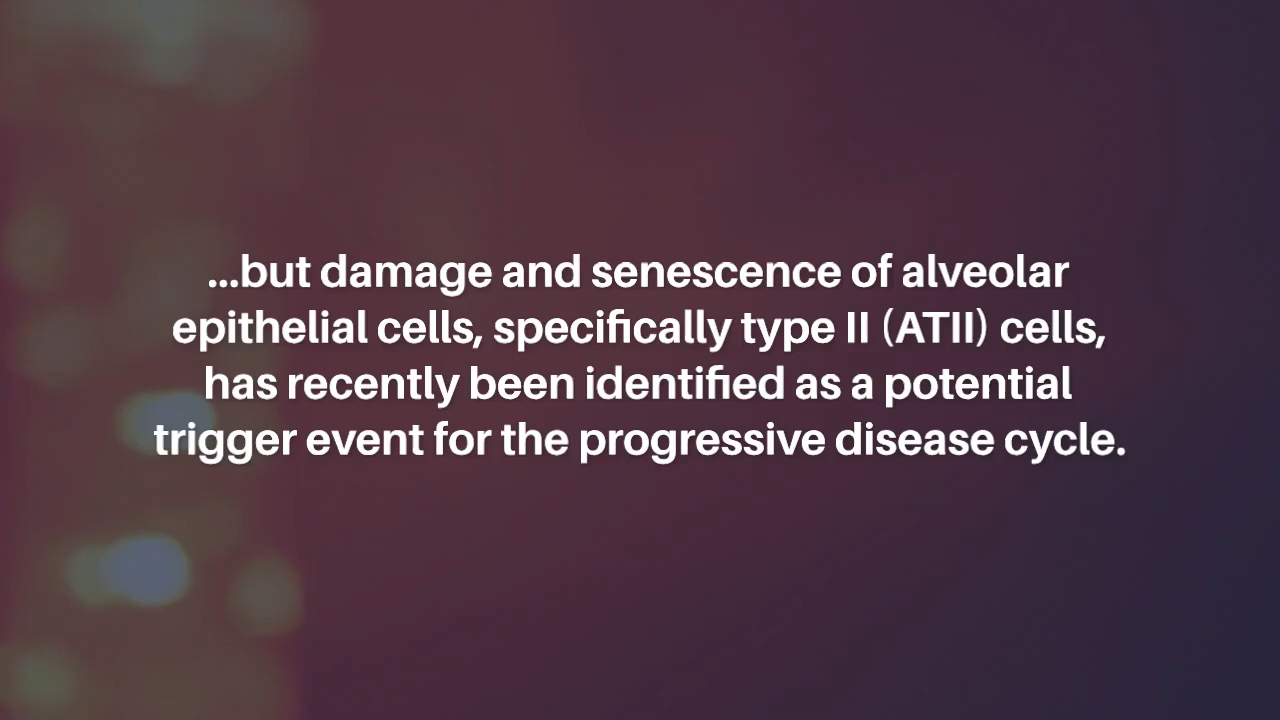 ...but damage and senescence of alveolar
epithelial cells, specifically type II (ATII) cells,
has recently been identified as a potential
trigger event for the progressive disease cycle.